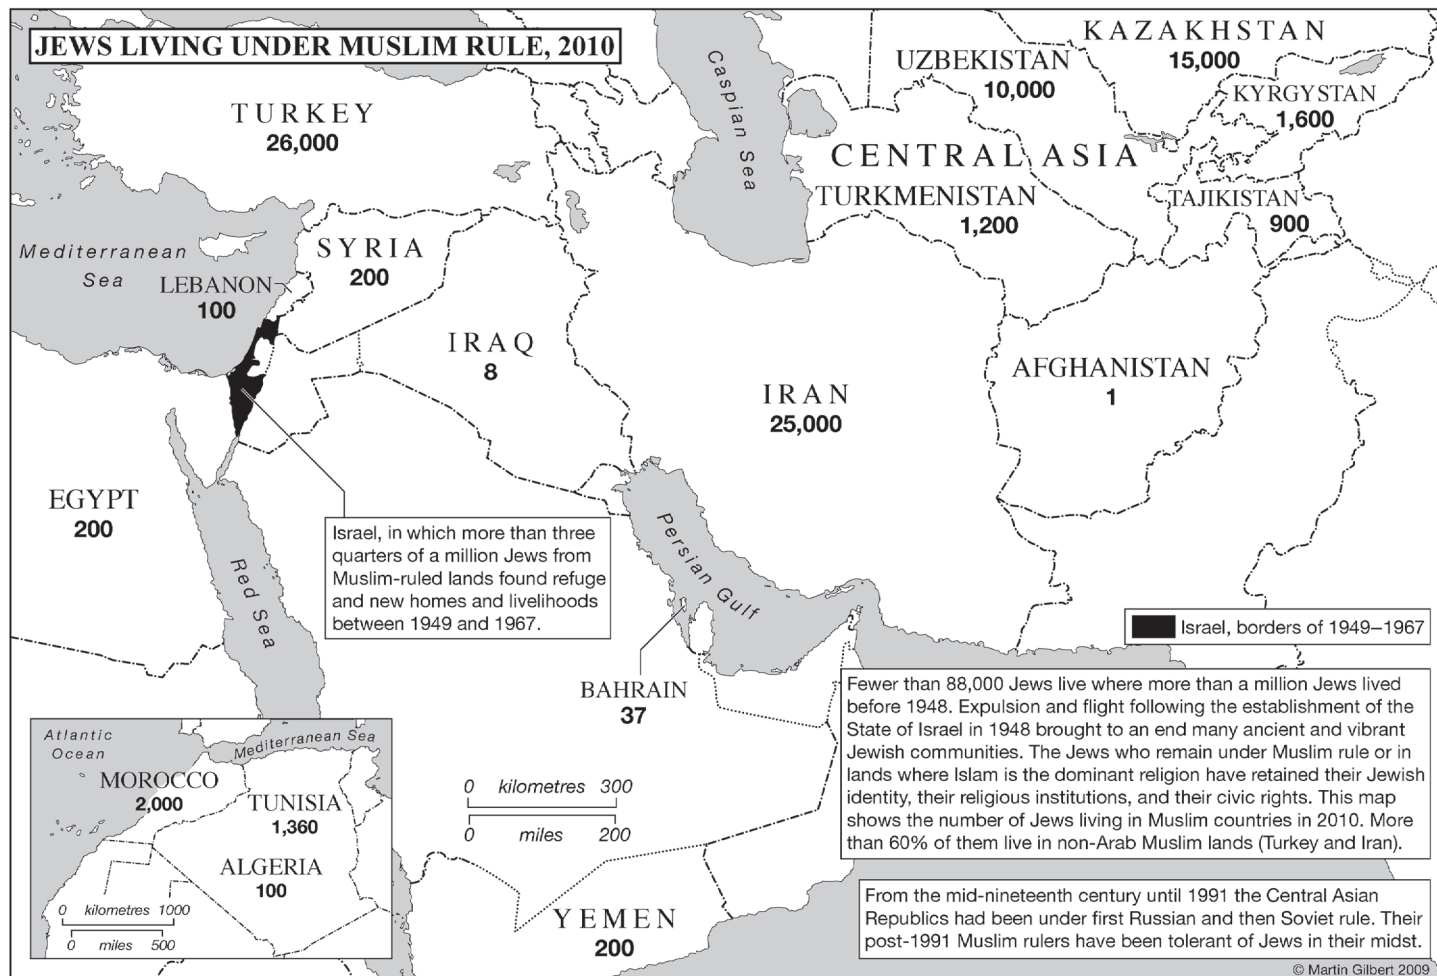 JEWS LIVING UNDER MUSLIM RULE, 2010
KAZAKHSTAN
15,000
UZBEKISTAN
10,000
KYRGYSTAN
1,600
TURKEY
26,000
Caspian Sea
CENTRAL ASIA
TURKMENISTAN
1,200
TAJIKISTAN
900
Mediterranean
Sea
SYRIA
200
LEBANON
100
IRAQ
8
IRAN
25,000
AFGHANISTAN
1
EGYPT
200
Red Sea
Israel, in which more than three
quarters of a million Jews from
Muslim-ruled lands found refuge
and new homes and livelihoods
between 1949 and 1967.
Persian Gulf
BAHRAIN
37
Israel, borders of 1949–1967
Fewer than 88,000 Jews live where more than a million Jews lived
before 1948. Expulsion and flight following the establishment of the
State of Israel in 1948 brought to an end many ancient and vibrant
Jewish communities. The Jews who remain under Muslim rule or in
lands where Islam is the dominant religion have retained their Jewish
identity, their religious institutions, and their civic rights. This map
shows the number of Jews living in Muslim countries in 2010. More
than 60% of them live in non-Arab Muslim lands (Turkey and Iran).
Atlantic
Ocean
Mediterranean Sea
MOROCCO
2,000
TUNISIA
1,360
ALGERIA
100
0 kilometres 1000
0 miles 500
0 kilometres 300
0 miles 200
YEMEN
200
From the mid-nineteenth century until 1991 the Central Asian
Republics had been under first Russian and then Soviet rule. Their
post-1991 Muslim rulers have been tolerant of Jews in their midst.
© Martin Gilbert 2009